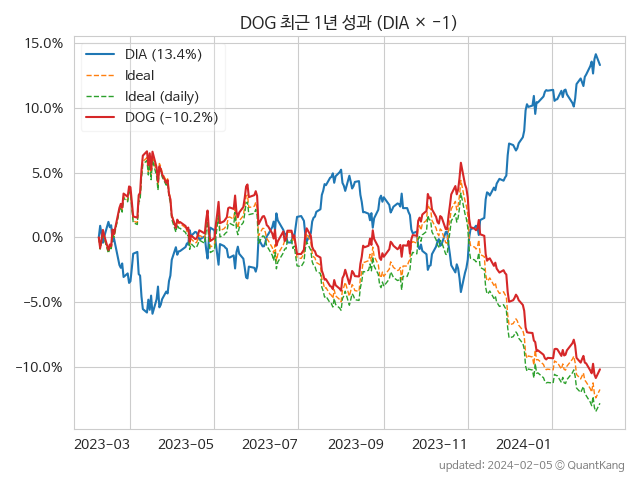 DOG 최근 1년 성과 (DIA × −1)
15.0%
10.0%
5.0%
0.0%
−5.0%
−10.0%
DIA (13.4%)
Ideal
Ideal (daily)
DOG (−10.2%)
2023-03 2023-05 2023-07 2023-09 2023-11 2024-01
updated: 2024-02-05 © QuantKang